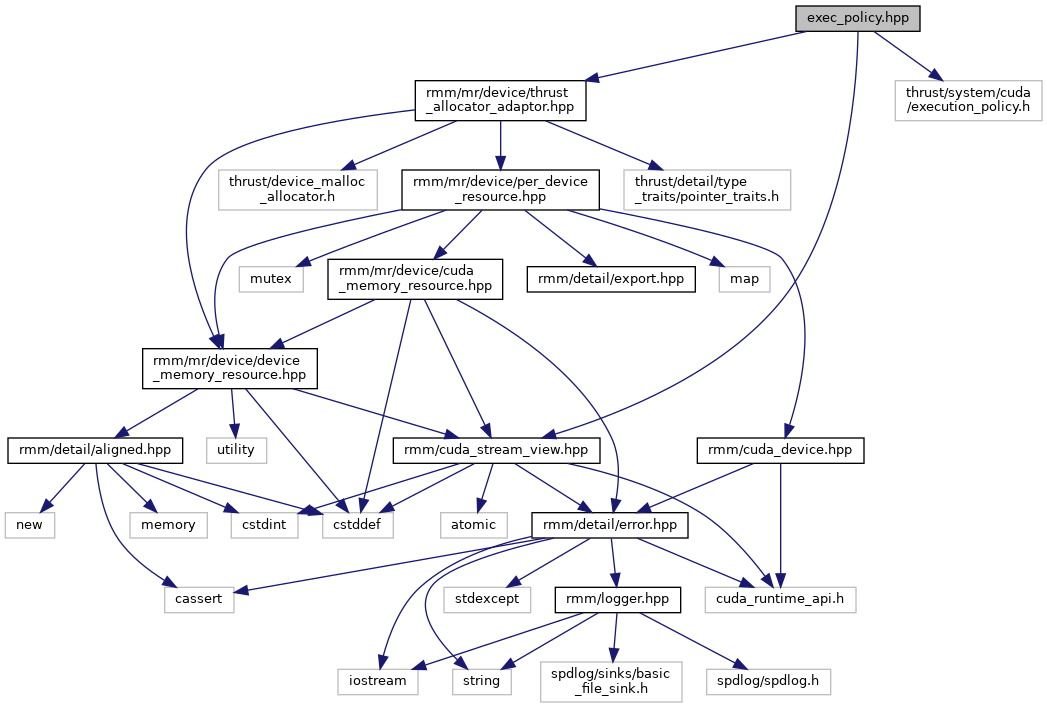 exec_policy.hpp
rmm/mr/device/thrust
_allocator_adaptor.hpp
thrust/system/cuda
/execution_policy.h
thrust/device_malloc
_allocator.h
rmm/mr/device/per_device
_resource.hpp
thrust/detail/type
_traits/pointer_traits.h
mutex
rmm/mr/device/cuda
_memory_resource.hpp
rmm/detail/export.hpp
map
rmm/mr/device/device
_memory_resource.hpp
rmm/detail/aligned.hpp
utility
rmm/cuda_stream_view.hpp
rmm/cuda_device.hpp
new
memory
cstdint
cstddef
atomic
rmm/detail/error.hpp
cassert
stdexcept
rmm/logger.hpp
cuda_runtime_api.h
iostream
string
spdlog/sinks/basic
_file_sink.h
spdlog/spdlog.h